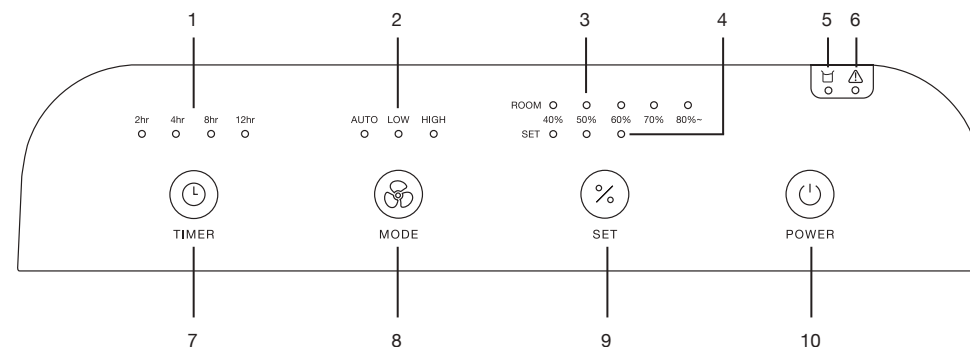 1 2 3 4 5 6
ROOM
2hr 4hr 8hr 12hr AUTO LOW HIGH 40% 50% 60% 70% 80%~
SET
TIMER MODE SET POWER
7 8 9 10